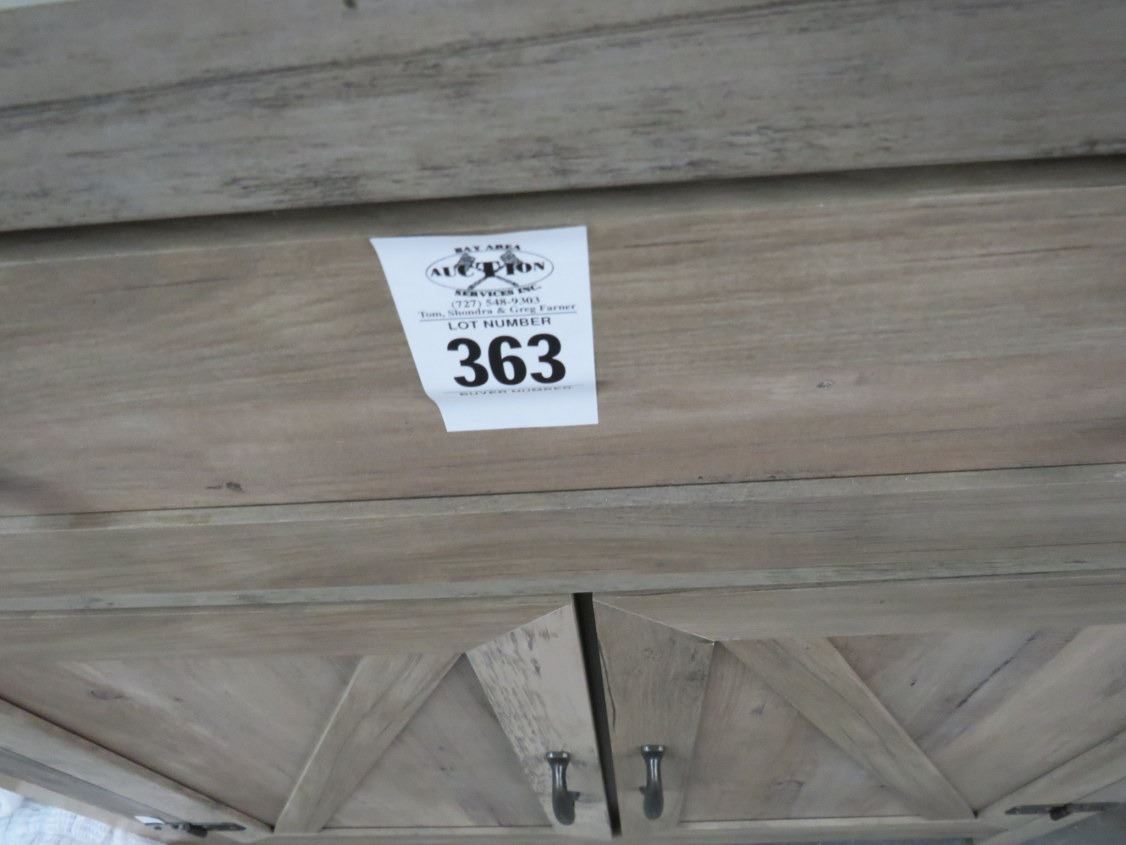 BAY AREA
AUCTION
SERVICES INC.
(727) 548-9303
Tom, Shondra & Greg Farner
LOT NUMBER
363
BUYER NUMBER